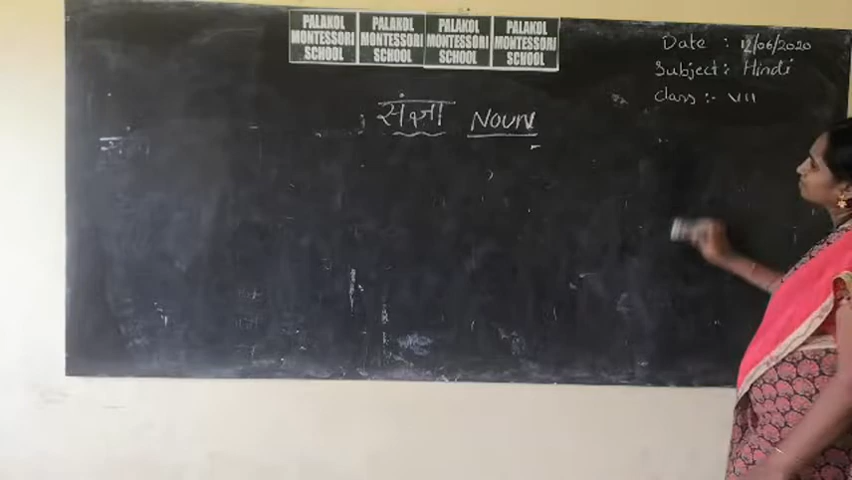 PALAKOL MONTESSORI SCHOOL PALAKOL MONTESSORI SCHOOL PALAKOL MONTESSORI SCHOOL PALAKOL MONTESSORI SCHOOL
Date : 12/06/2020
Subject : Hindi
Class :- VII
संज्ञा NOUN